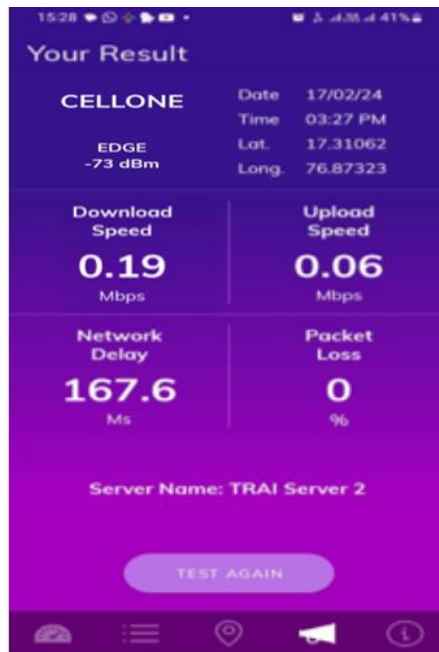 15:28
41%
Your Result
CELLONE
EDGE
-73 dBm
Date 17/02/24
Time 03:27 PM
Lat. 17.31062
Long. 76.87323
Download
Speed
0.19
Mbps
Upload
Speed
0.06
Mbps
Network
Delay
167.6
Ms
Packet
Loss
0
%
Server Name: TRAI Server 2
TEST AGAIN